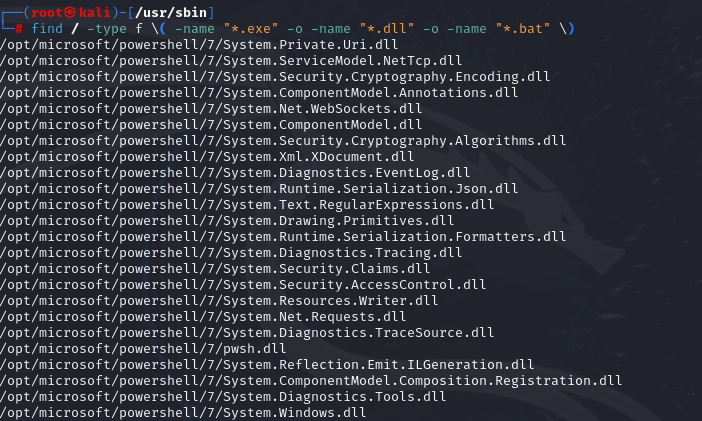 ┌──(root㉿kali)-[/usr/sbin]
└─# find / -type f \( -name "*.exe" -o -name "*.dll" -o -name "*.bat" \)
/opt/microsoft/powershell/7/System.Private.Uri.dll
/opt/microsoft/powershell/7/System.ServiceModel.NetTcp.dll
/opt/microsoft/powershell/7/System.Security.Cryptography.Encoding.dll
/opt/microsoft/powershell/7/System.ComponentModel.Annotations.dll
/opt/microsoft/powershell/7/System.Net.WebSockets.dll
/opt/microsoft/powershell/7/System.ComponentModel.dll
/opt/microsoft/powershell/7/System.Security.Cryptography.Algorithms.dll
/opt/microsoft/powershell/7/System.Xml.XDocument.dll
/opt/microsoft/powershell/7/System.Diagnostics.EventLog.dll
/opt/microsoft/powershell/7/System.Runtime.Serialization.Json.dll
/opt/microsoft/powershell/7/System.Text.RegularExpressions.dll
/opt/microsoft/powershell/7/System.Drawing.Primitives.dll
/opt/microsoft/powershell/7/System.Runtime.Serialization.Formatters.dll
/opt/microsoft/powershell/7/System.Diagnostics.Tracing.dll
/opt/microsoft/powershell/7/System.Security.Claims.dll
/opt/microsoft/powershell/7/System.Security.AccessControl.dll
/opt/microsoft/powershell/7/System.Resources.Writer.dll
/opt/microsoft/powershell/7/System.Net.Requests.dll
/opt/microsoft/powershell/7/System.Diagnostics.TraceSource.dll
/opt/microsoft/powershell/7/pwsh.dll
/opt/microsoft/powershell/7/System.Reflection.Emit.ILGeneration.dll
/opt/microsoft/powershell/7/System.ComponentModel.Composition.Registration.dll
/opt/microsoft/powershell/7/System.Diagnostics.Tools.dll
/opt/microsoft/powershell/7/System.Windows.dll